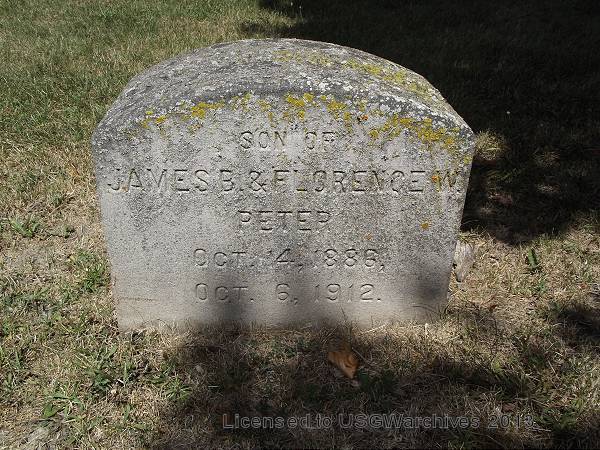 SON OF
JAMES B. & FLORENCE W.
PETER
OCT. 4, 1886,
OCT. 6, 1912.
Licensed to USGWarchives 2013